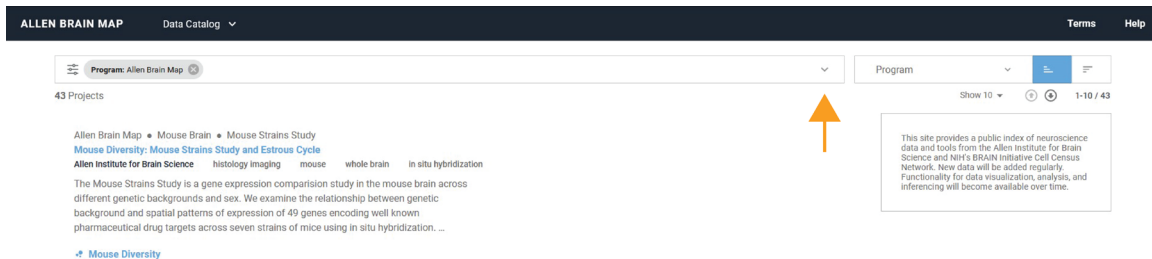 ALLEN BRAIN MAP Data Catalog Terms Help
Program: Allen Brain Map Program
43 Projects Show 10 1-10 / 43
Allen Brain Map ● Mouse Brain ● Mouse Strains Study
Mouse Diversity: Mouse Strains Study and Estrous Cycle
Allen Institute for Brain Science histology imaging mouse whole brain in situ hybridization
The Mouse Strains Study is a gene expression comparision study in the mouse brain across
different genetic backgrounds and sex. We examine the relationship between genetic
background and spatial patterns of expression of 49 genes encoding well known
pharmaceutical drug targets across seven strains of mice using in situ hybridization. ...
Mouse Diversity
This site provides a public index of neuroscience
data and tools from the Allen Institute for Brain
Science and NIH's BRAIN Initiative Cell Census
Network. New data will be added regularly.
Functionality for data visualization, analysis, and
inferencing will become available over time.